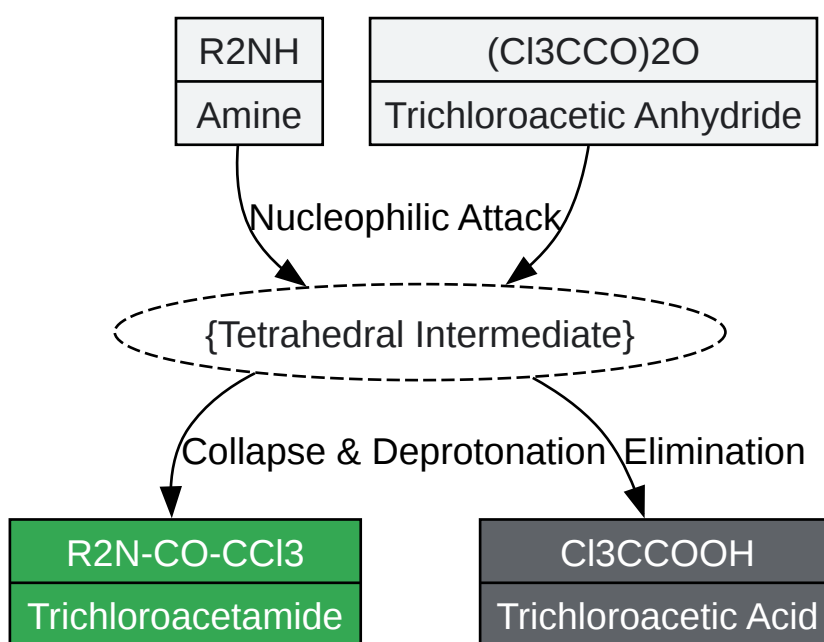 R2NH
Amine
(Cl3CCO)2O
Trichloroacetic Anhydride
Nucleophilic Attack
{Tetrahedral Intermediate}
Collapse & Deprotonation
Elimination
R2N-CO-CCl3
Trichloroacetamide
Cl3CCOOH
Trichloroacetic Acid